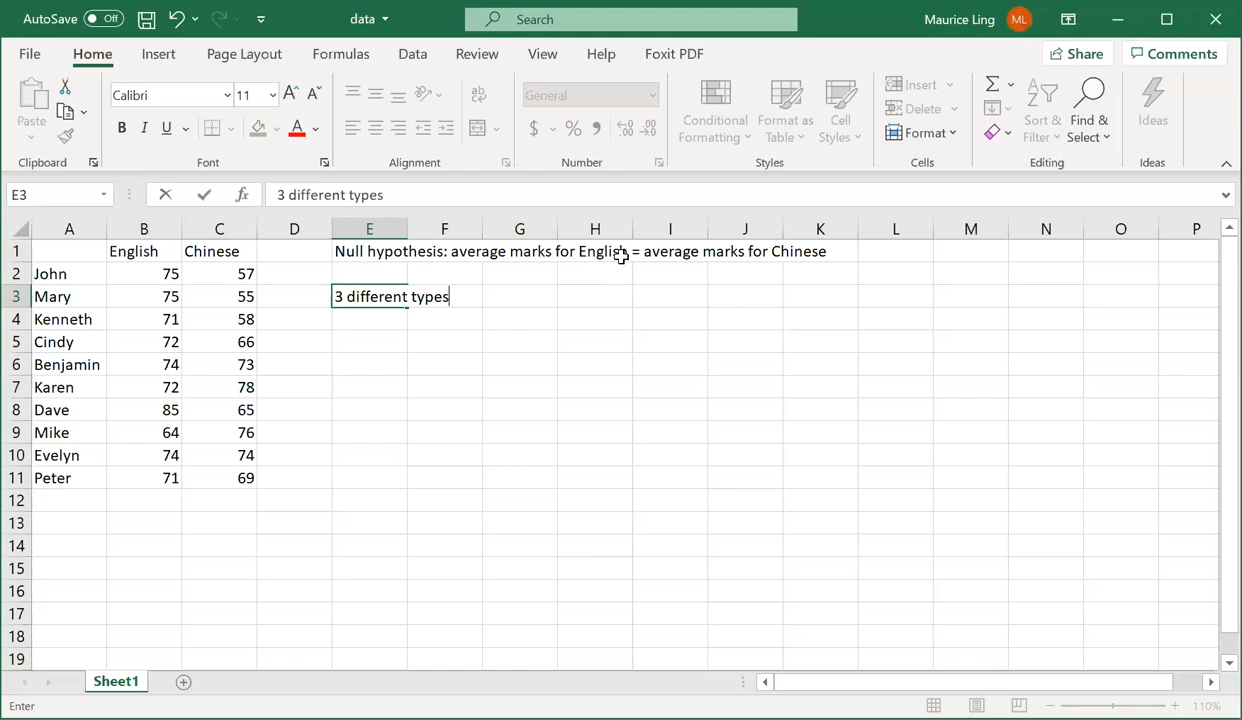 AutoSave Off data Search Maurice Ling ML
File Home Insert Page Layout Formulas Data Review View Help Foxit PDF Share Comments
Paste Calibri 11 B I U General $ % Conditional Formatting Format as Table Cell Styles Insert Delete Format Sort & Filter Find & Select Ideas
Clipboard Font Alignment Number Styles Cells Editing Ideas
E3 fx 3 different types
A B C D E F G H I J K L M N O P
1 English Chinese Null hypothesis: average marks for English = average marks for Chinese
2 John 75 57
3 Mary 75 55 3 different types
4 Kenneth 71 58
5 Cindy 72 66
6 Benjamin 74 73
7 Karen 72 78
8 Dave 85 65
9 Mike 64 76
10 Evelyn 74 74
11 Peter 71 69
12
13
14
15
16
17
18
19
Sheet1
Enter 110%